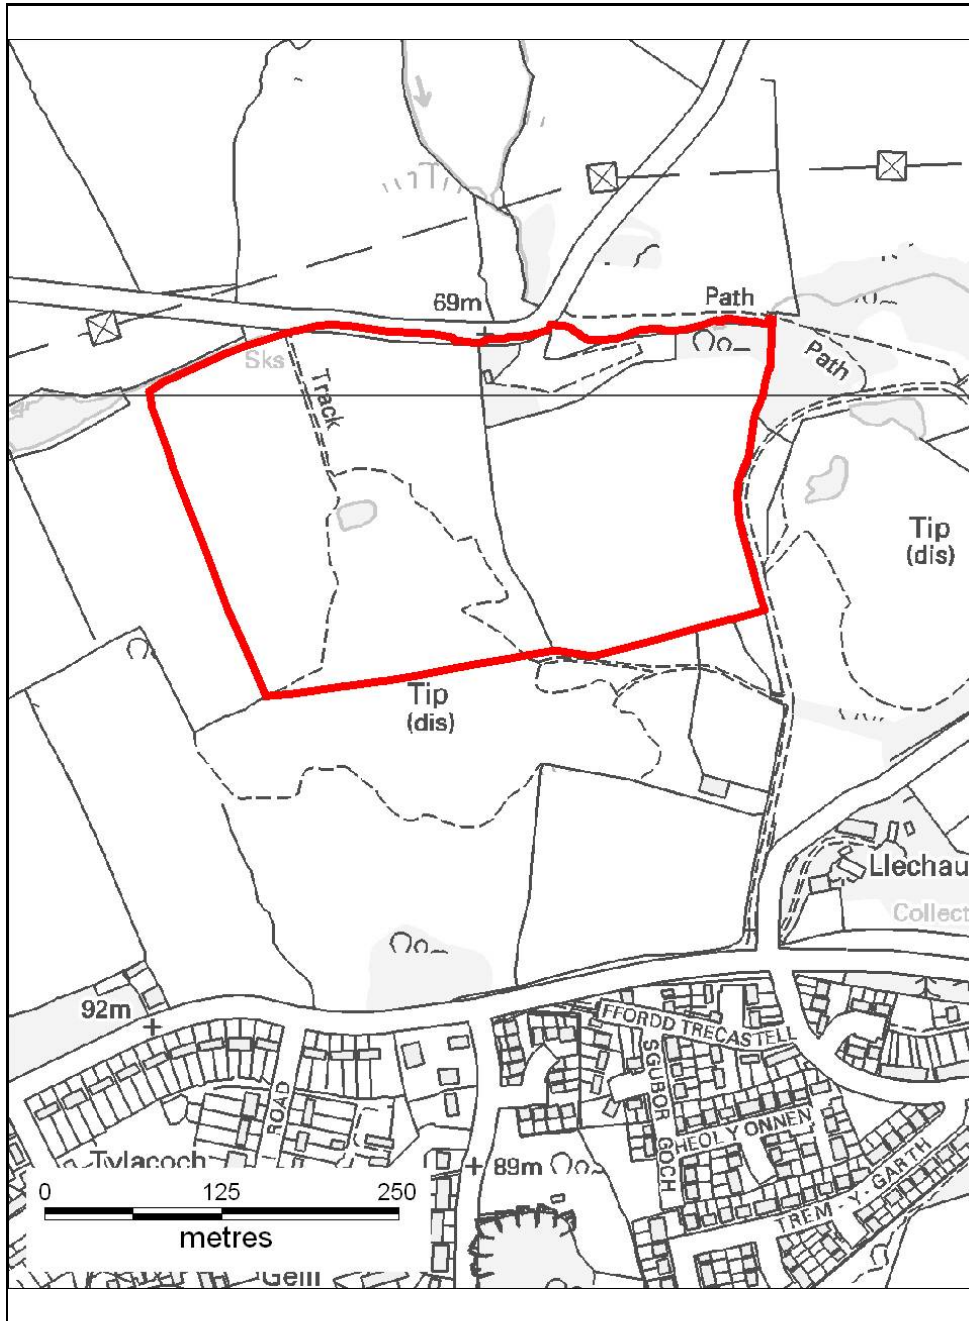 69m
Path
Path
Sks
Track
Tip
(dis)
Tip
(dis)
Llechau
Collect
92m
FFORDD TRECASTELL
SGUBOR GOCH
ROAD
HEOL Y ONNEN
Tylacoch
89m
TREM-Y-GARTH
0 125 250
metres